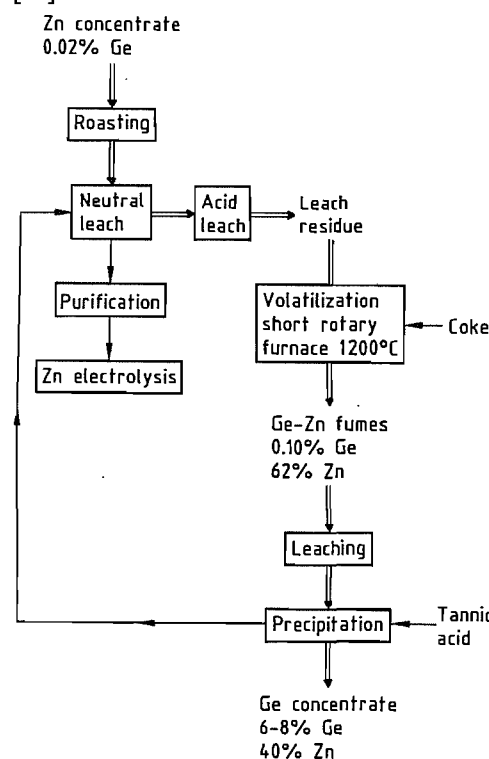 Zn concentrate
0.02% Ge
Roasting
Neutral
leach
Acid
leach
Leach
residue
Purification
Volatilization
short rotary
furnace 1200°C
Coke
Zn electrolysis
Ge-Zn fumes
0.10% Ge
62% Zn
Leaching
Precipitation
Tannic
acid
Ge concentrate
6-8% Ge
40% Zn